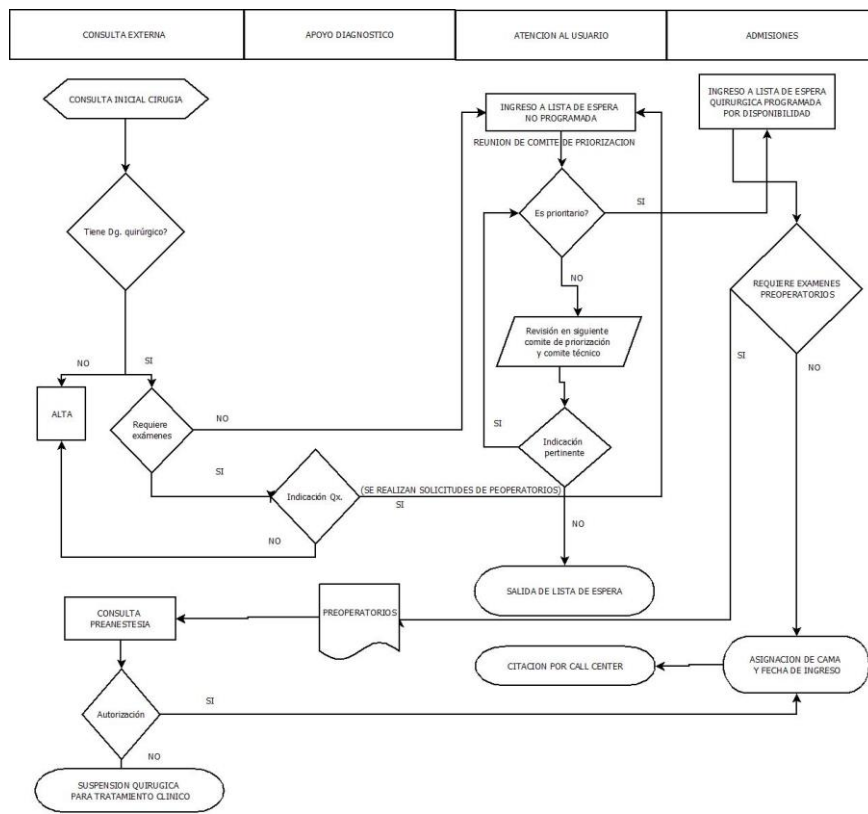 CONSULTA EXTERNA
APOYO DIAGNOSTICO
ATENCION AL USUARIO
ADMISIONES
CONSULTA INICIAL CIRUGIA
INGRESO A LISTA DE ESPERA
NO PROGRAMADA
INGRESO A LISTA DE ESPERA
QUIRURGICA PROGRAMADA
POR DISPONIBILIDAD
REUNION DE COMITE DE PRIORIZACION
Tiene Dg. quirúrgico?
Es prioritario?
SI
NO
REQUIERE EXAMENES
PREOPERATORIOS
Revisión en siguiente
comite de priorización
y comite técnico
NO
SI
SI
NO
ALTA
Requiere
exámenes
NO
SI
Indicación
pertinente
SI
Indicación Qx.
(SE REALIZAN SOLICITUDES DE PEOPERATORIOS)
SI
NO
NO
SALIDA DE LISTA DE ESPERA
CONSULTA
PREANESTESIA
PREOPERATORIOS
CITACION POR CALL CENTER
ASIGNACION DE CAMA
Y FECHA DE INGRESO
Autorización
SI
NO
SUSPENSION QUIRUGICA
PARA TRATAMIENTO CLINICO